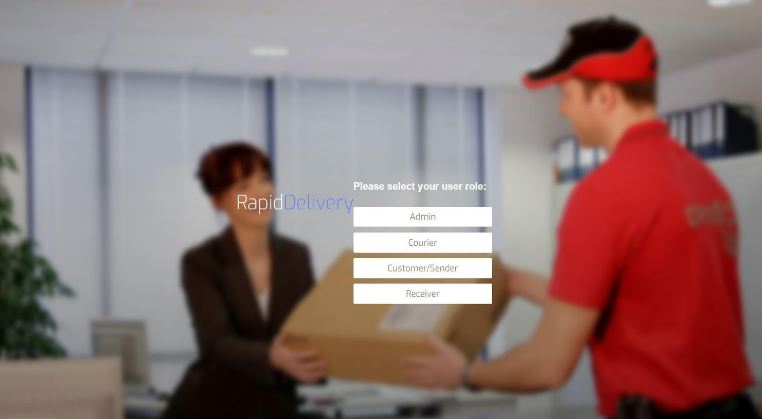 RapidDelivery
Please select your user role:
Admin
Courier
Customer/Sender
Receiver